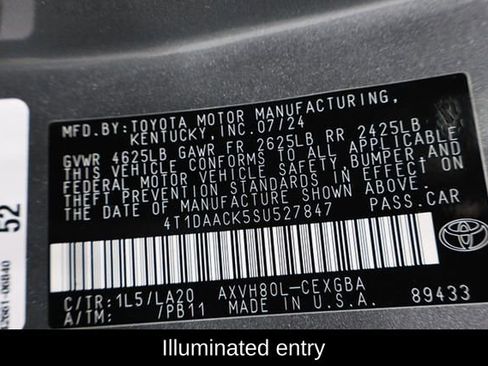 MFD.BY: TOYOTA MOTOR MANUFACTURING,
KENTUCKY, INC. 07/24
GVWR 4625LB GAWR FR 2625LB RR 2425LB
THIS VEHICLE CONFORMS TO ALL APPLICABLE
FEDERAL MOTOR VEHICLE SAFETY, BUMPER, AND
THEFT PREVENTION STANDARDS IN EFFECT ON
THE DATE OF MANUFACTURE SHOWN ABOVE.
4T1DAACK5SU527847 PASS.CAR
C/TR: 1L5/LA20 AXVH80L-CEXGBA
A/TM: /PB11 MADE IN U.S.A. 89433
TOYOTA
52
Illuminated entry